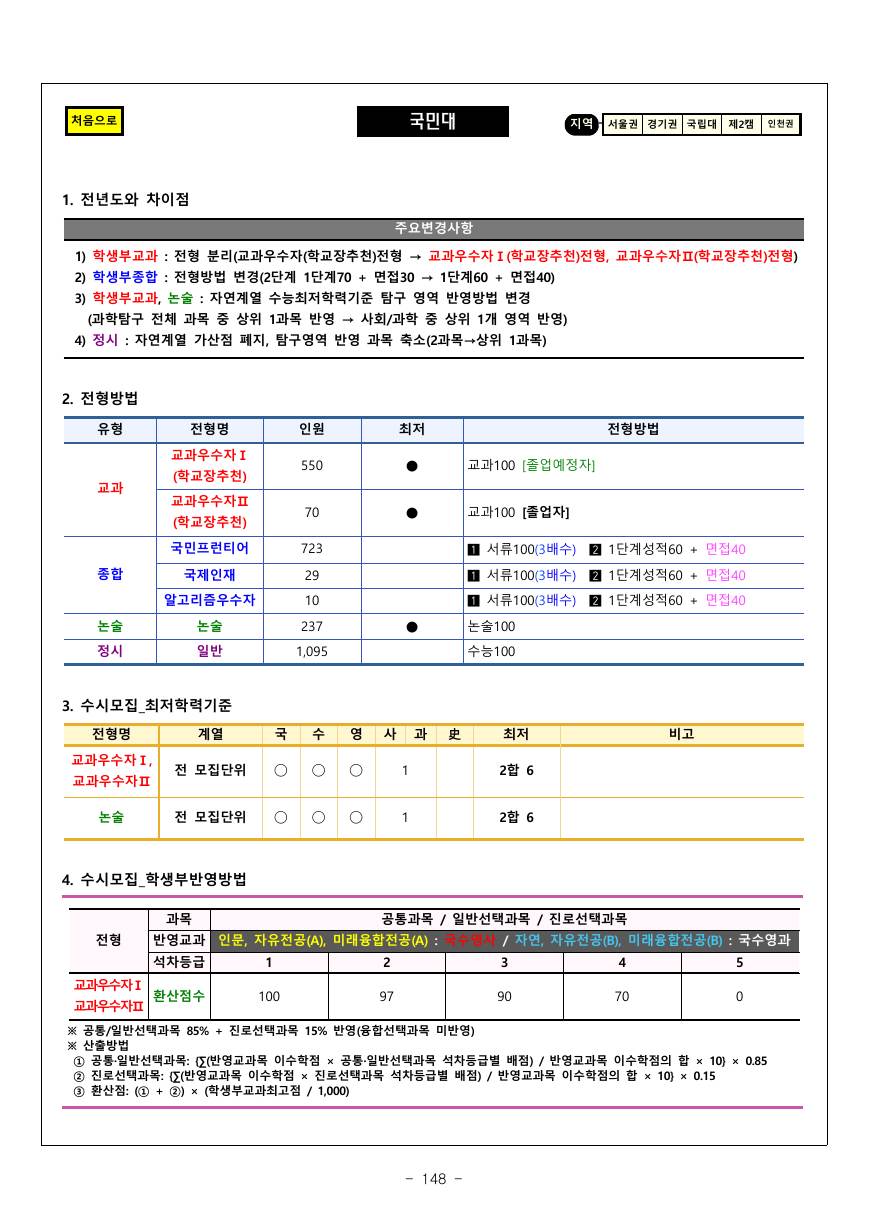 처음으로
국민대
지역 서울권 경기권 국립대 제2캠 인천권
1. 전년도와 차이점
주요변경사항
1) 학생부교과 : 전형 분리(교과우수자(학교장추천)전형 → 교과우수자Ⅰ(학교장추천)전형, 교과우수자Ⅱ(학교장추천)전형)
2) 학생부종합 : 전형방법 변경(2단계 1단계70 + 면접30 → 1단계60 + 면접40)
3) 학생부교과, 논술 : 자연계열 수능최저학력기준 탐구 영역 반영방법 변경
(과학탐구 전체 과목 중 상위 1과목 반영 → 사회/과학 중 상위 1개 영역 반영)
4) 정시 : 자연계열 가산점 폐지, 탐구영역 반영 과목 축소(2과목→상위 1과목)
2. 전형방법
유형 전형명 인원 최저 전형방법
교과 교과우수자Ⅰ (학교장추천) 550 ● 교과100 [졸업예정자]
교과우수자Ⅱ (학교장추천) 70 ● 교과100 [졸업자]
종합 국민프런티어 723 1 서류100(3배수) 2 1단계성적60 + 면접40
국제인재 29 1 서류100(3배수) 2 1단계성적60 + 면접40
알고리즘우수자 10 1 서류100(3배수) 2 1단계성적60 + 면접40
논술 논술 237 ● 논술100
정시 일반 1,095 수능100
3. 수시모집_최저학력기준
전형명 계열 국 수 영 사 과 史 최저 비고
교과우수자Ⅰ, 교과우수자Ⅱ 전 모집단위 ○ ○ ○ 1 2합 6
논술 전 모집단위 ○ ○ ○ 1 2합 6
4. 수시모집_학생부반영방법
전형 과목 공통과목 / 일반선택과목 / 진로선택과목
반영교과 인문, 자유전공(A), 미래융합전공(A) : 국수영사 / 자연, 자유전공(B), 미래융합전공(B) : 국수영과
석차등급 1 2 3 4 5
교과우수자Ⅰ 교과우수자Ⅱ 환산점수 100 97 90 70 0
※ 공통/일반선택과목 85% + 진로선택과목 15% 반영(융합선택과목 미반영)
※ 산출방법
① 공통·일반선택과목: {∑(반영교과목 이수학점 × 공통·일반선택과목 석차등급별 배점) / 반영교과목 이수학점의 합 × 10} × 0.85
② 진로선택과목: {∑(반영교과목 이수학점 × 진로선택과목 석차등급별 배점) / 반영교과목 이수학점의 합 × 10} × 0.15
③ 환산점: (① + ②) × (학생부교과최고점 / 1,000)
- 148 -